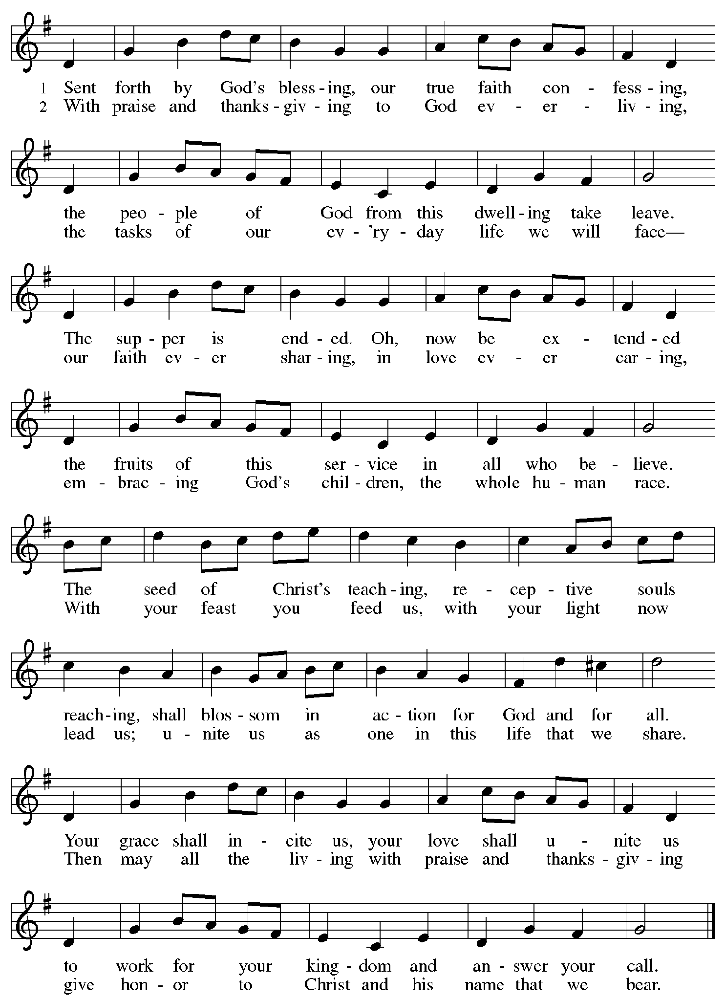 1 Sent forth by God's bless - ing, our true faith con - fess - ing,
2 With praise and thanks - giv - ing to God ev - er - liv - ing,
the peo - ple of God from this dwell - ing take leave.
the tasks of our ev - 'ry - day life we will face—
The sup - per is end - ed. Oh, now be ex - tend - ed
our faith ev - er shar - ing, in love ev - er car - ing,
the fruits of this ser - vice in all who be - lieve.
em - brac - ing God's chil - dren, the whole hu - man race.
The seed of Christ's teach - ing, re - cep - tive souls
With your feast you feed us, with your light now
reach - ing, shall blos - som in ac - tion for God and for all.
lead us; u - nite us as one in this life that we share.
Your grace shall in - cite us, your love shall u - nite us
Then may all the liv - ing with praise and thanks - giv - ing
to work for your king - dom and an - swer your call.
give hon - or to Christ and his name that we bear.